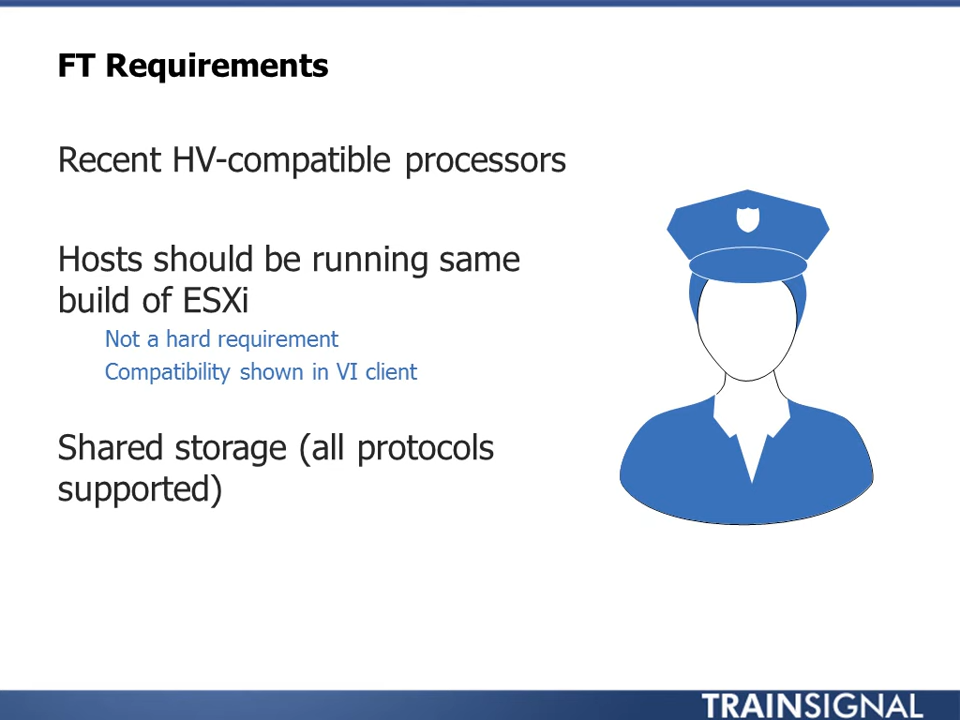 FT Requirements
Recent HV-compatible processors
Hosts should be running same
build of ESXi
Not a hard requirement
Compatibility shown in VI client
Shared storage (all protocols
supported)
TRAINSIGNAL